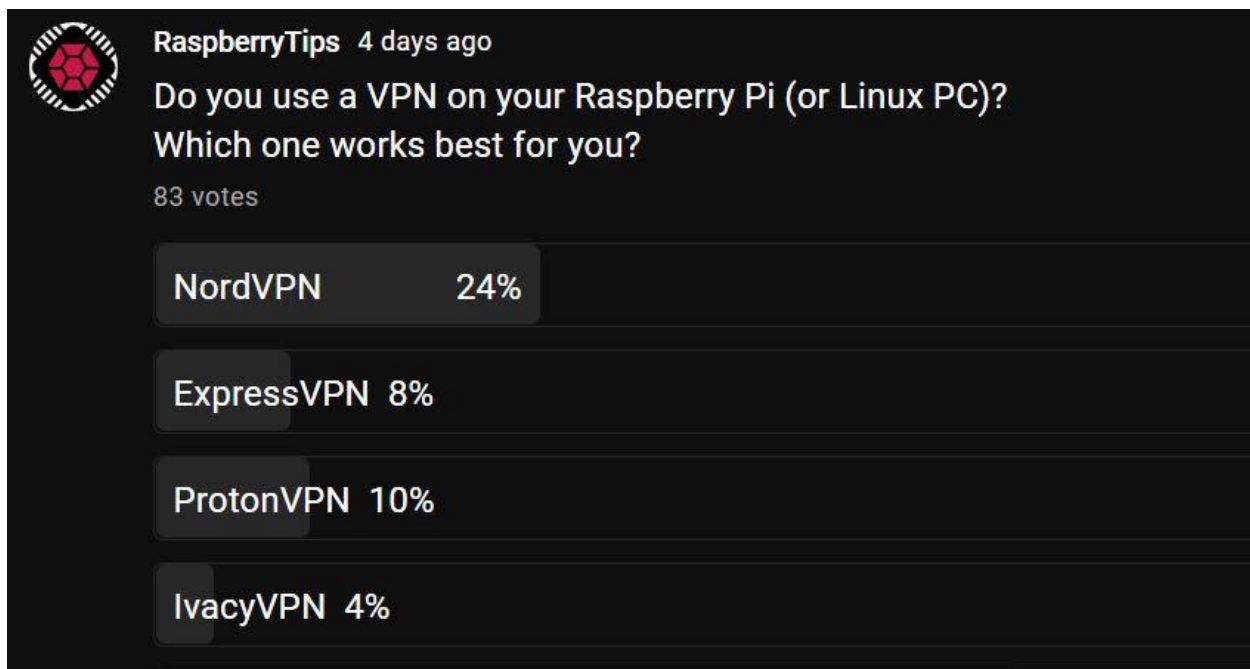 RaspberryTips 4 days ago
Do you use a VPN on your Raspberry Pi (or Linux PC)?
Which one works best for you?
83 votes
NordVPN 24%
ExpressVPN 8%
ProtonVPN 10%
IvacyVPN 4%